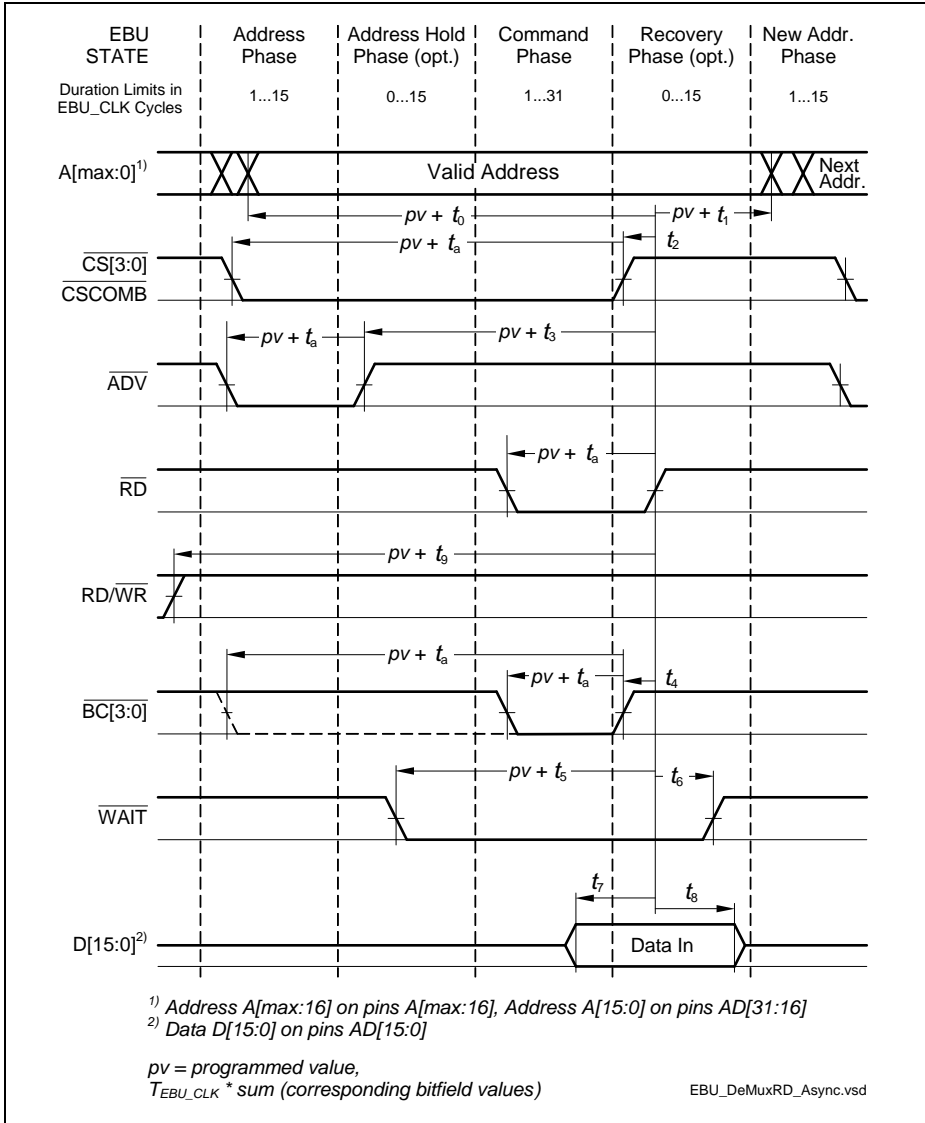 EBU STATE Address Phase Address Hold Phase (opt.) Command Phase Recovery Phase (opt.) New Addr. Phase
Duration Limits in EBU_CLK Cycles 1...15 0...15 1...31 0...15 1...15
A[max:0]1) Valid Address Next Addr.
pv + t0 pv + t1
pv + ta t2
CS[3:0]
CSCOMB
pv + ta pv + t3
ADV
pv + ta
RD
pv + t9
RD/WR
pv + ta
pv + ta t4
BC[3:0]
pv + t5 t6
WAIT
t7 t8
D[15:0]2) Data In
1) Address A[max:16] on pins A[max:16], Address A[15:0] on pins AD[31:16]
2) Data D[15:0] on pins AD[15:0]
pv = programmed value,
TEBU_CLK * sum (corresponding bitfield values) EBU_DeMuxRD_Async.vsd